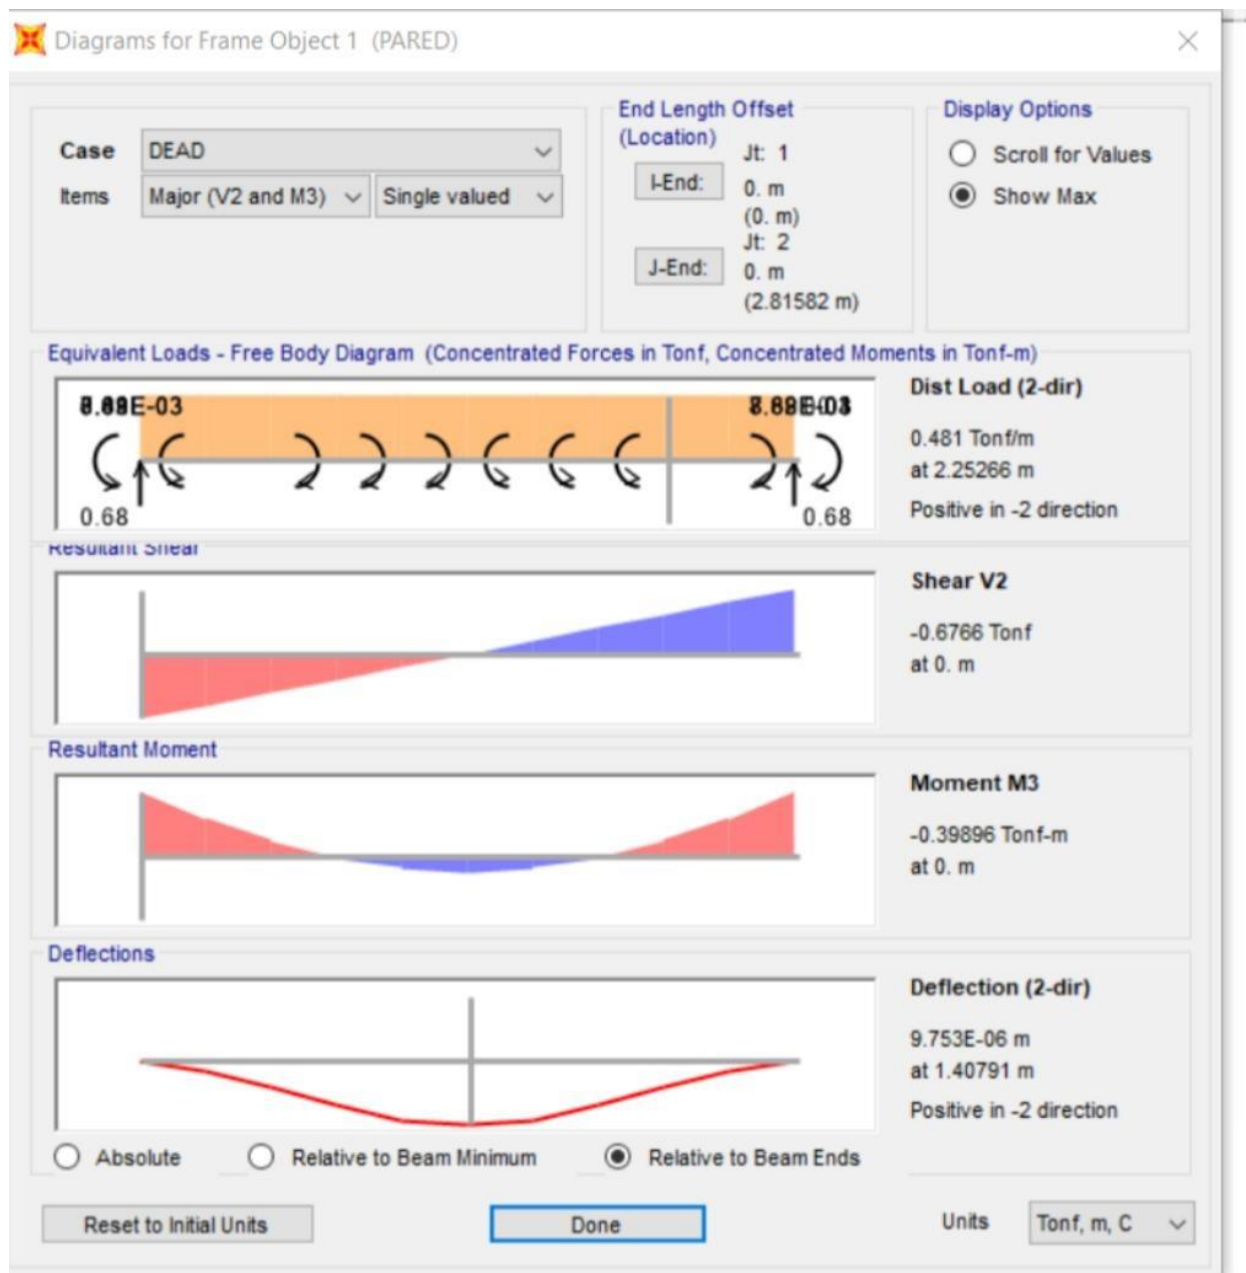 Diagrams for Frame Object 1 (PARED)
Case DEAD
Items Major (V2 and M3) Single valued
End Length Offset
(Location)
Jt: 1
I-End: 0. m
(0. m)
Jt: 2
J-End: 0. m
(2.81582 m)
Display Options
Scroll for Values
Show Max
Equivalent Loads - Free Body Diagram (Concentrated Forces in Tonf, Concentrated Moments in Tonf-m)
0.68
0.68
Dist Load (2-dir)
0.481 Tonf/m
at 2.25266 m
Positive in -2 direction
Resultant Shear
Shear V2
-0.6766 Tonf
at 0. m
Resultant Moment
Moment M3
-0.39896 Tonf-m
at 0. m
Deflections
Deflection (2-dir)
9.753E-06 m
at 1.40791 m
Positive in -2 direction
Absolute Relative to Beam Minimum Relative to Beam Ends
Reset to Initial Units Done Units Tonf, m, C